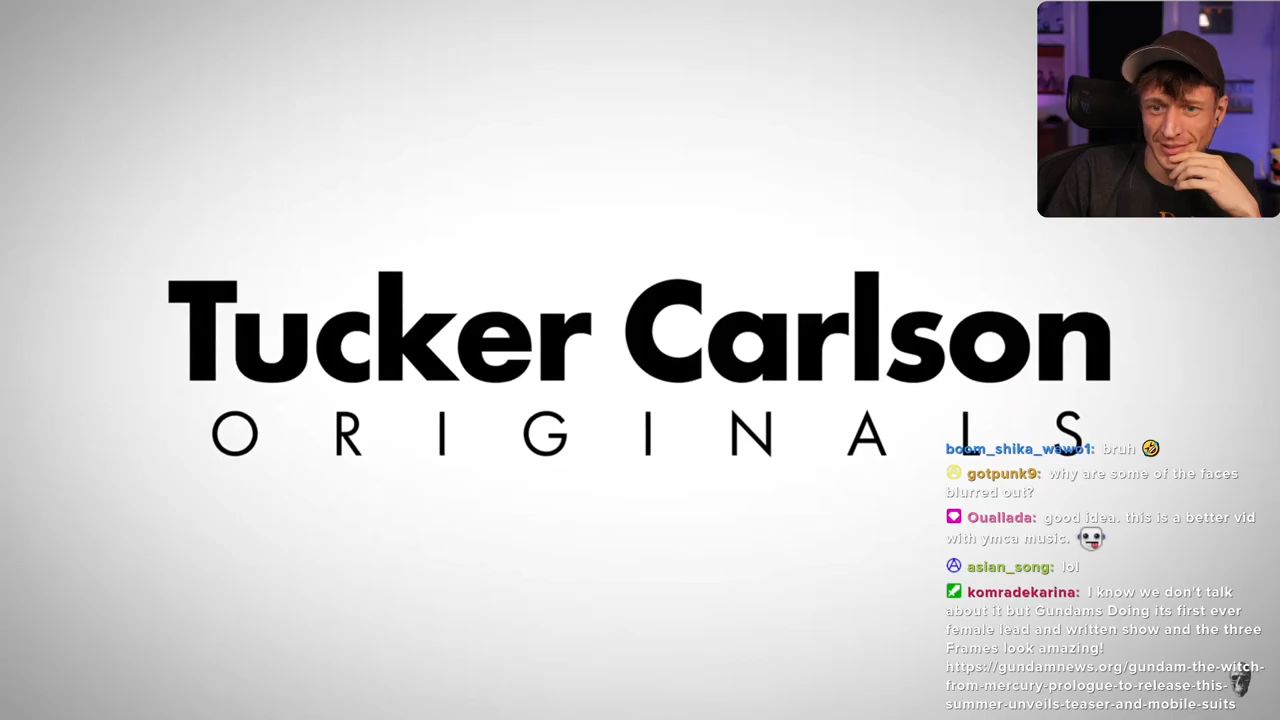 Tucker Carlson
ORIGINALS
boom_shika_wawo1: bruh
gotpunk9: why are some of the faces
blurred out?
Ouallada: good idea. this is a better vid
with ymca music.
asian_song: lol
komradekarina: I know we don't talk
about it but Gundams Doing its first ever
female lead and written show and the three
Frames look amazing!
https://gundamnews.org/gundam-the-witch-
from-mercury-prologue-to-release-this-
summer-unveils-teaser-and-mobile-suits